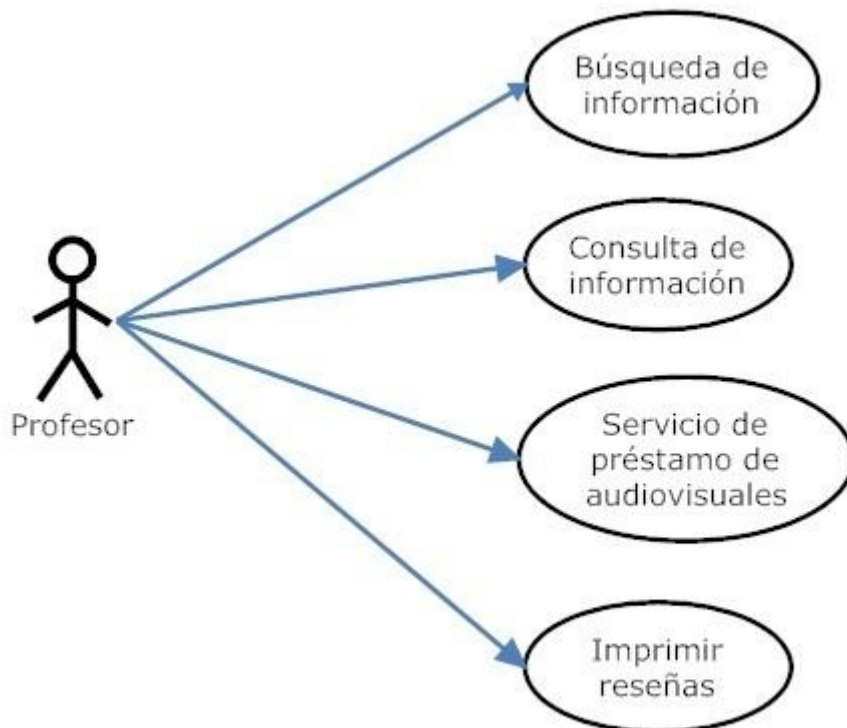 Búsqueda de
información
Consulta de
información
Profesor
Servicio de
préstamo de
audiovisuales
Imprimir
reseñas